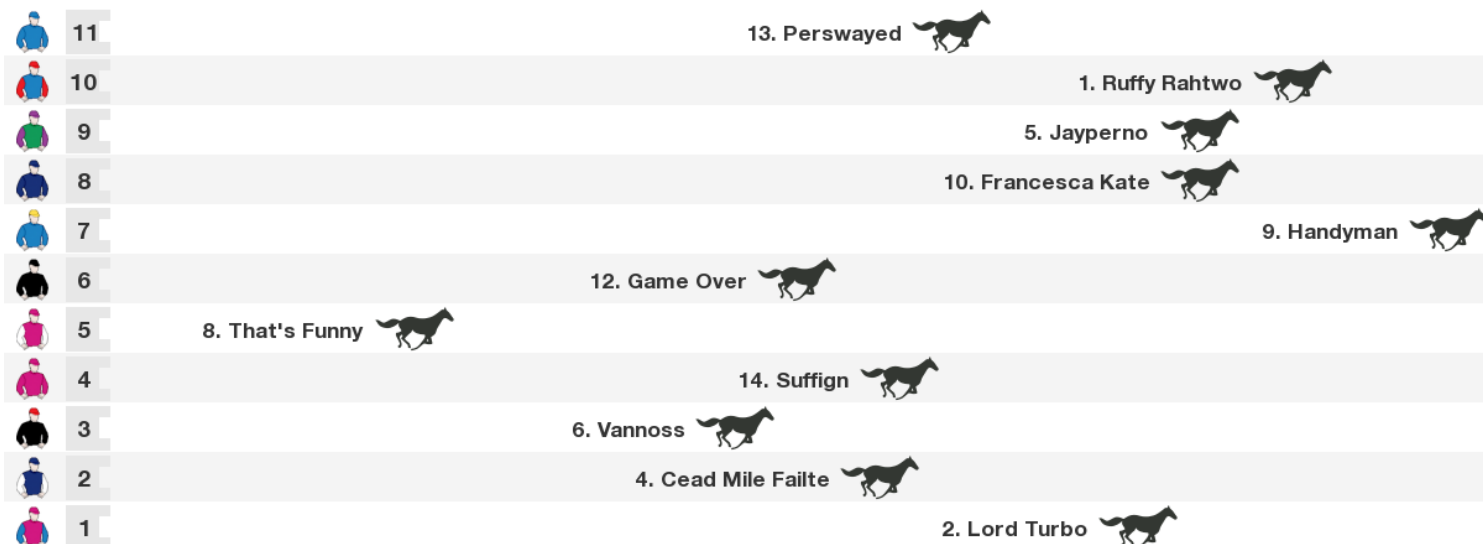 11 13. Perswayed
10 1. Ruffy Rahtwo
9 5. Jayperno
8 10. Francesca Kate
7 9. Handyman
6 12. Game Over
5 8. That's Funny
4 14. Suffign
3 6. Vannoss
2 4. Cead Mile Failte
1 2. Lord Turbo